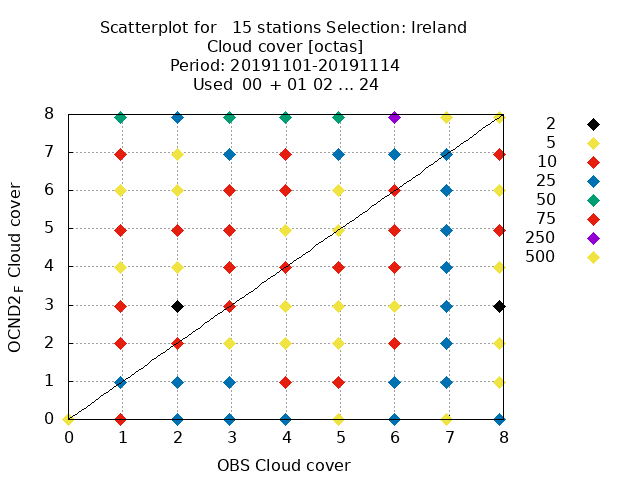 Scatterplot for   15 stations Selection: Ireland
Cloud cover [octas]
Period: 20191101-20191114
Used  00  + 01 02 ... 24
OCND2F Cloud cover
8
7
6
5
4
3
2
1
0
0 1 2 3 4 5 6 7 8
OBS Cloud cover
2
5
10
25
50
75
250
500